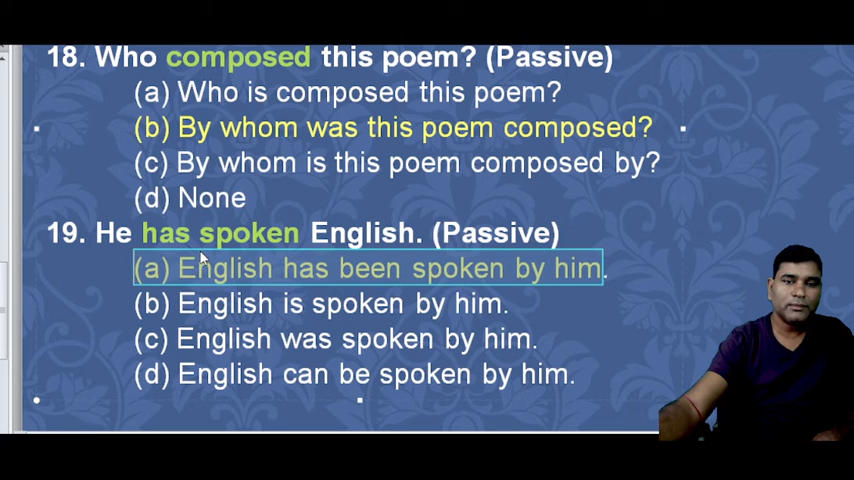 18. Who composed this poem? (Passive)
(a) Who is composed this poem?
(b) By whom was this poem composed?
(c) By whom is this poem composed by?
(d) None
19. He has spoken English. (Passive)
(a) English has been spoken by him.
(b) English is spoken by him.
(c) English was spoken by him.
(d) English can be spoken by him.